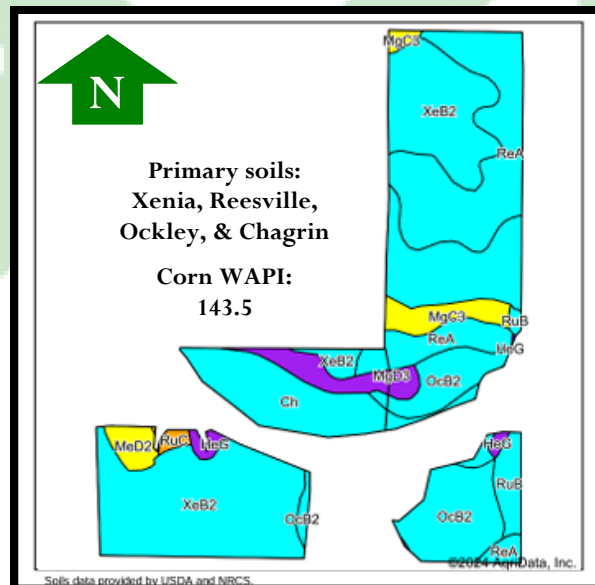 N
MgC3
XeB2
ReA
Primary soils:
Xenia, Reesville,
Ockley, & Chagrin
Corn WAPI:
143.5
MgC3
RuB
ReA
HeG
XeB2
MgD3
OcB2
Ch
MeD2
RuC
HeG
HeG
RuB
XeB2
OcB2
OcB2
ReA
©2024 AgriData, Inc.
Soils data provided by USDA and NRCS.